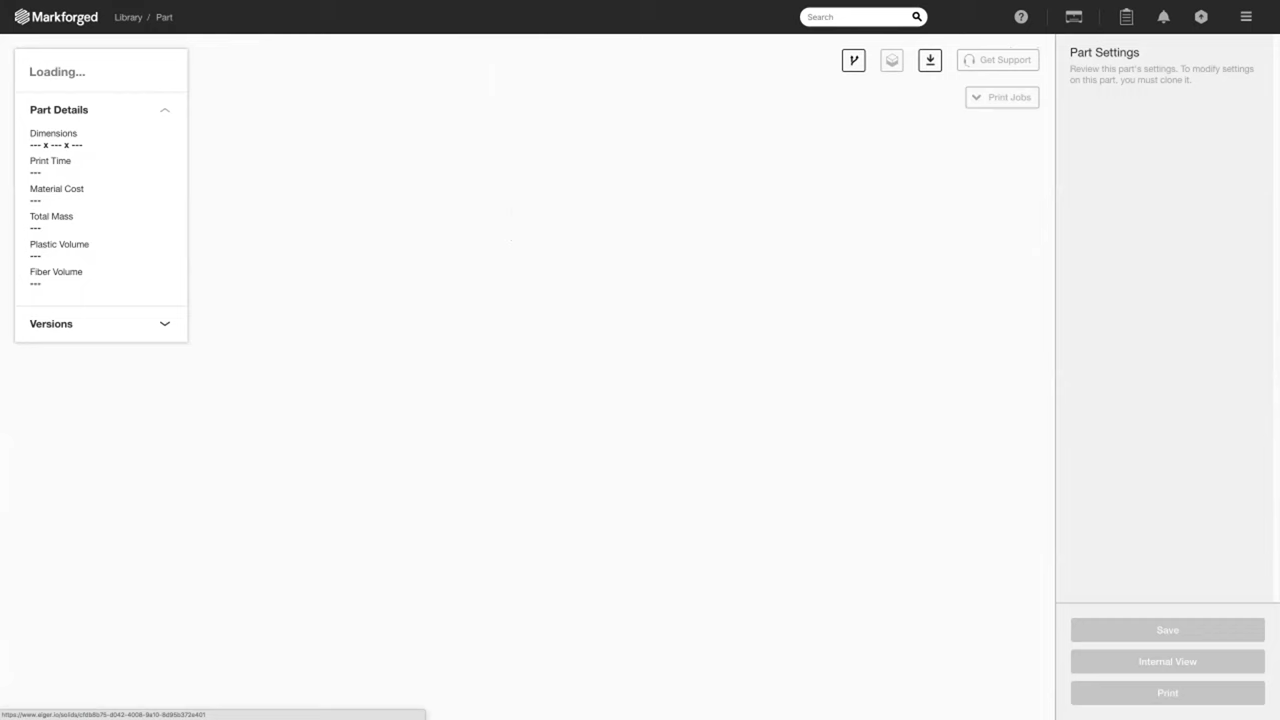 Markforged
Library / Part
Search
Loading...
Part Details
Dimensions
--- x --- x ---
Print Time
---
Material Cost
---
Total Mass
---
Plastic Volume
---
Fiber Volume
---
Versions
Get Support
Print Jobs
Part Settings
Review this part's settings. To modify settings
on this part, you must clone it.
Save
Internal View
Print